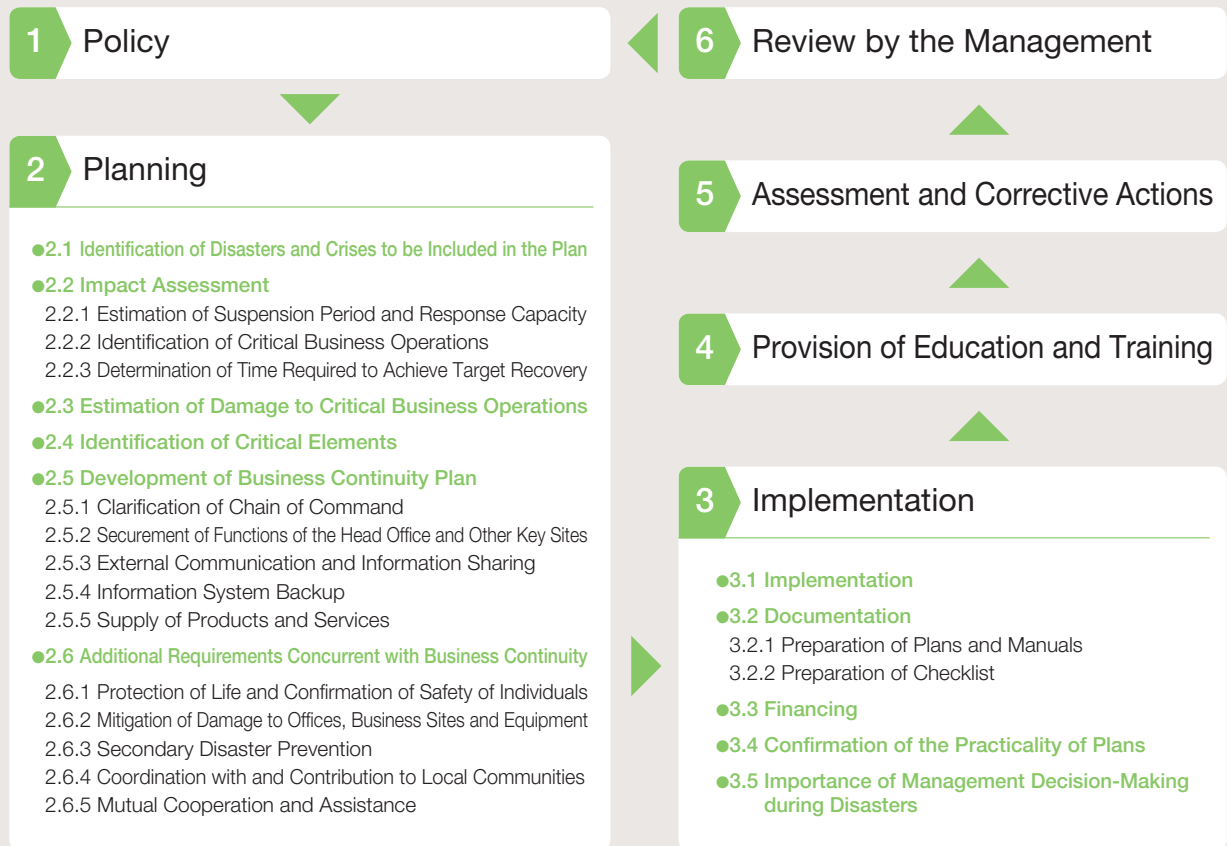 1 Policy
2 Planning
●2.1 Identification of Disasters and Crises to be Included in the Plan
●2.2 Impact Assessment
2.2.1 Estimation of Suspension Period and Response Capacity
2.2.2 Identification of Critical Business Operations
2.2.3 Determination of Time Required to Achieve Target Recovery
●2.3 Estimation of Damage to Critical Business Operations
●2.4 Identification of Critical Elements
●2.5 Development of Business Continuity Plan
2.5.1 Clarification of Chain of Command
2.5.2 Securement of Functions of the Head Office and Other Key Sites
2.5.3 External Communication and Information Sharing
2.5.4 Information System Backup
2.5.5 Supply of Products and Services
●2.6 Additional Requirements Concurrent with Business Continuity
2.6.1 Protection of Life and Confirmation of Safety of Individuals
2.6.2 Mitigation of Damage to Offices, Business Sites and Equipment
2.6.3 Secondary Disaster Prevention
2.6.4 Coordination with and Contribution to Local Communities
2.6.5 Mutual Cooperation and Assistance
3 Implementation
●3.1 Implementation
●3.2 Documentation
3.2.1 Preparation of Plans and Manuals
3.2.2 Preparation of Checklist
●3.3 Financing
●3.4 Confirmation of the Practicality of Plans
●3.5 Importance of Management Decision-Making
during Disasters
4 Provision of Education and Training
5 Assessment and Corrective Actions
6 Review by the Management